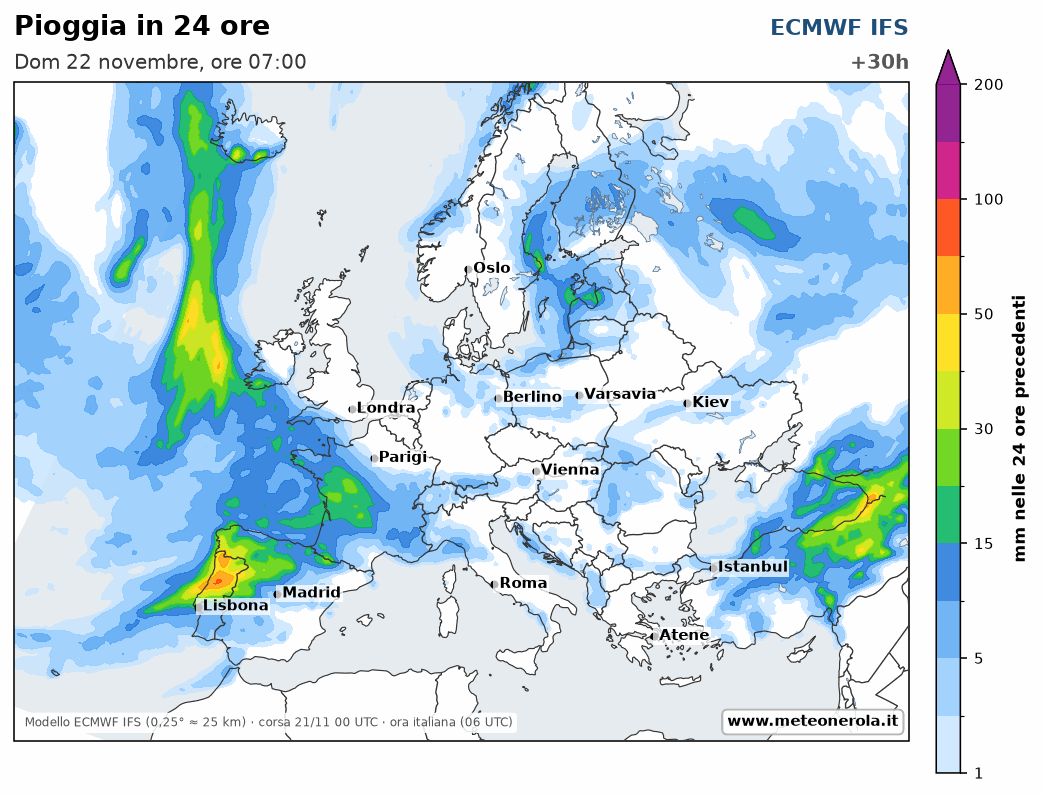 Pioggia in 24 ore
ECMWF IFS
Dom 22 novembre, ore 07:00
+30h
200
100
50
30
15
5
1
mm nelle 24 ore precedenti
Oslo
Londra
Berlino
Varsavia
Kiev
Parigi
Vienna
Istanbul
Roma
Madrid
Lisbona
Atene
Modello ECMWF IFS (0,25° ≈ 25 km) · corsa 21/11 00 UTC · ora italiana (06 UTC)
www.meteonerola.it